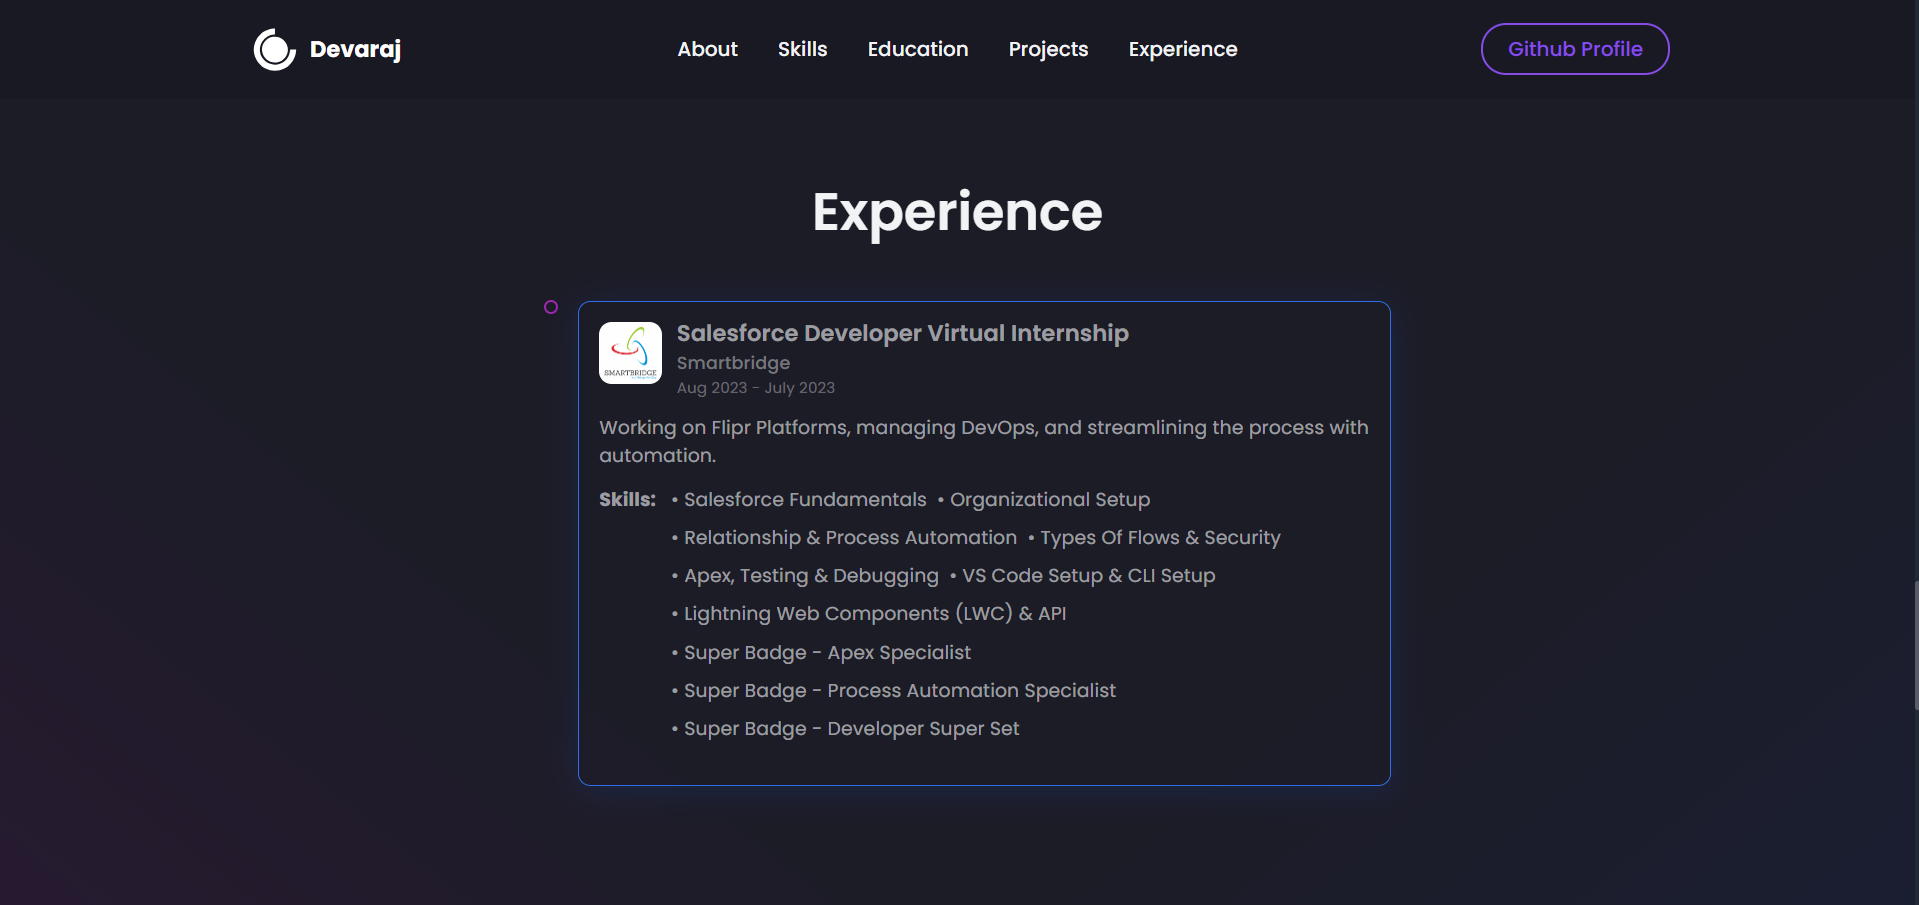 Devaraj
About Skills Education Projects Experience
Github Profile
Experience
SMARTBRIDGE
Salesforce Developer Virtual Internship
Smartbridge
Aug 2023 - July 2023
Working on Flipr Platforms, managing DevOps, and streamlining the process with
automation.
Skills: • Salesforce Fundamentals • Organizational Setup
• Relationship & Process Automation • Types Of Flows & Security
• Apex, Testing & Debugging • VS Code Setup & CLI Setup
• Lightning Web Components (LWC) & API
• Super Badge - Apex Specialist
• Super Badge - Process Automation Specialist
• Super Badge - Developer Super Set